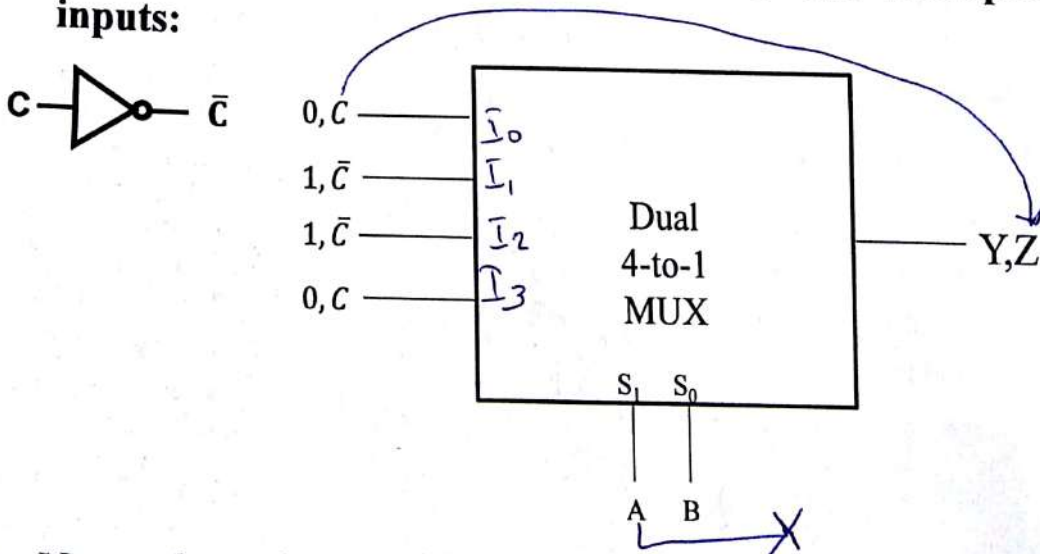 inputs:
C C̄
0, C I₀
1, C̄ I₁
1, C̄ I₂
0, C I₃
Dual
4-to-1
MUX
Y,Z
S₁ S₀
A B X